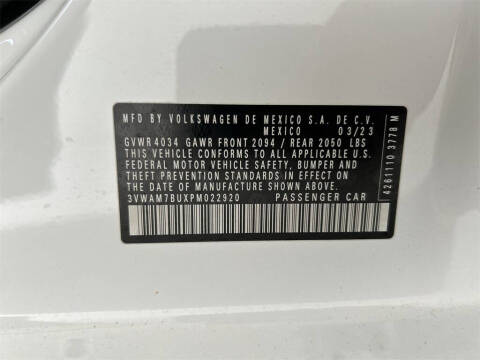 MFD BY VOLKSWAGEN DE MEXICO S.A. DE C.V.
MEXICO 03/23
GVWR 4034 GAWR FRONT 2094 / REAR 2050 LBS
THIS VEHICLE CONFORMS TO ALL APPLICABLE U.S.
FEDERAL MOTOR VEHICLE SAFETY, BUMPER AND
THEFT PREVENTION STANDARDS IN EFFECT ON
THE DATE OF MANUFACTURE SHOWN ABOVE
3VWAM7BUXPM022920 PASSENGER CAR
4261110 3778 M